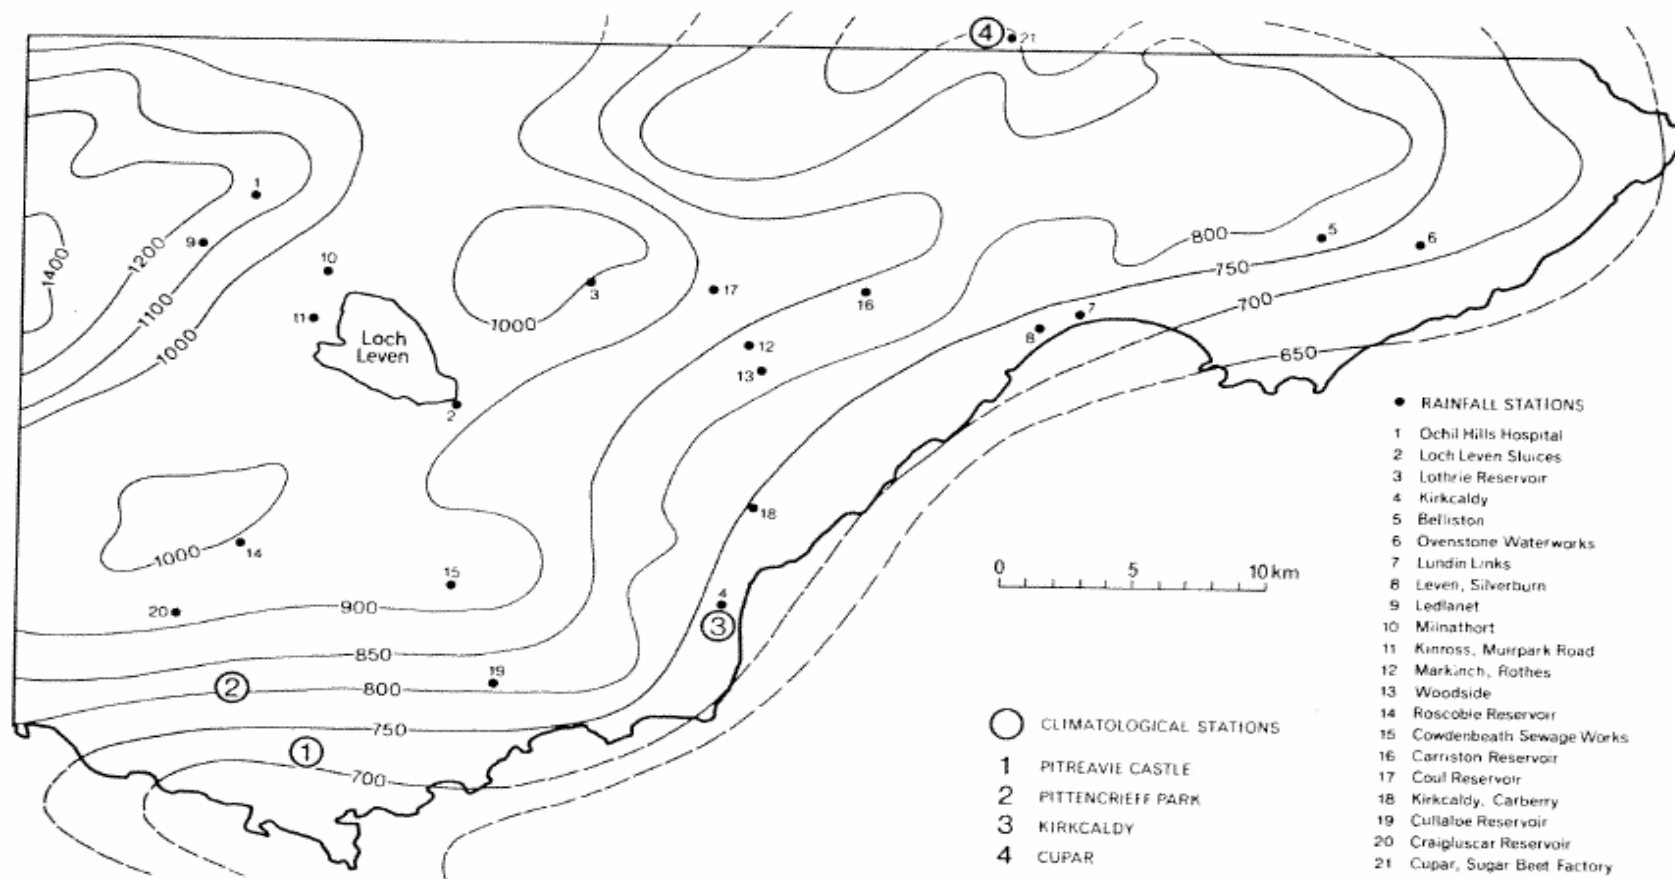 4
21
1
9
10
11
Loch
Leven
2
3
17
16
12
13
5
6
7
8
18
4
3
14
15
20
19
2
1
1400
1200
1100
1000
1000
1000
900
850
800
750
700
800
750
700
650
0 5 10 km
CLIMATOLOGICAL STATIONS
1 PITREAVIE CASTLE
2 PITTENCRIEFF PARK
3 KIRKCALDY
4 CUPAR
RAINFALL STATIONS
1 Ochil Hills Hospital
2 Loch Leven Sluices
3 Lothrie Reservoir
4 Kirkcaldy
5 Belliston
6 Ovenstone Waterworks
7 Lundin Links
8 Leven, Silverburn
9 Ledlanet
10 Milnathort
11 Kinross, Muirpark Road
12 Markinch, Rothes
13 Woodside
14 Roscobie Reservoir
15 Cowdenbeath Sewage Works
16 Carriston Reservoir
17 Coul Reservoir
18 Kirkcaldy, Carberry
19 Cullaloe Reservoir
20 Craigluscar Reservoir
21 Cupar, Sugar Beet Factory